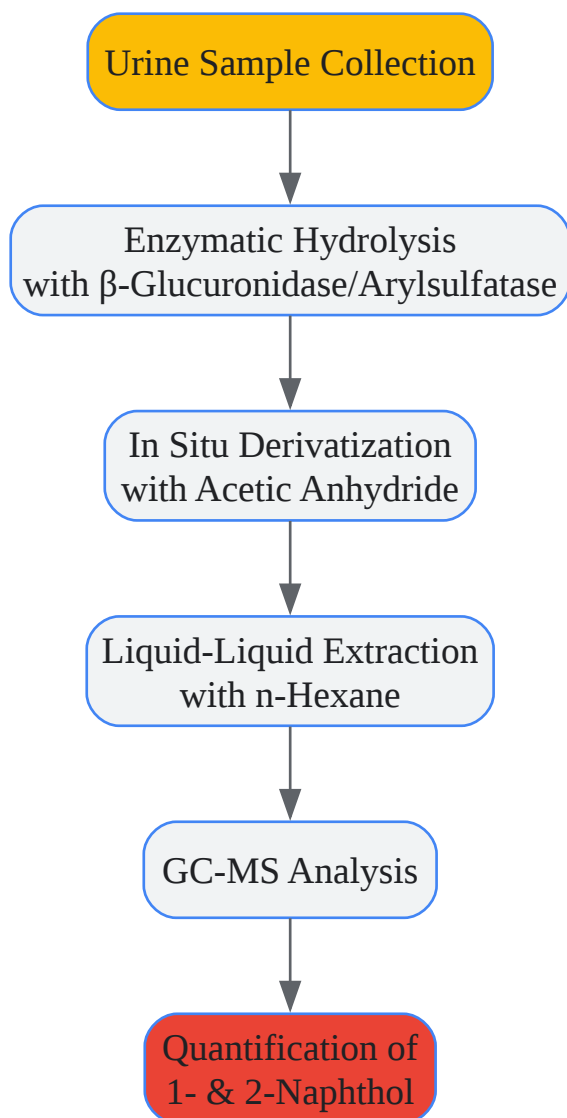 Urine Sample Collection
Enzymatic Hydrolysis
with β-Glucuronidase/Arylsulfatase
In Situ Derivatization
with Acetic Anhydride
Liquid-Liquid Extraction
with n-Hexane
GC-MS Analysis
Quantification of
1- & 2-Naphthol